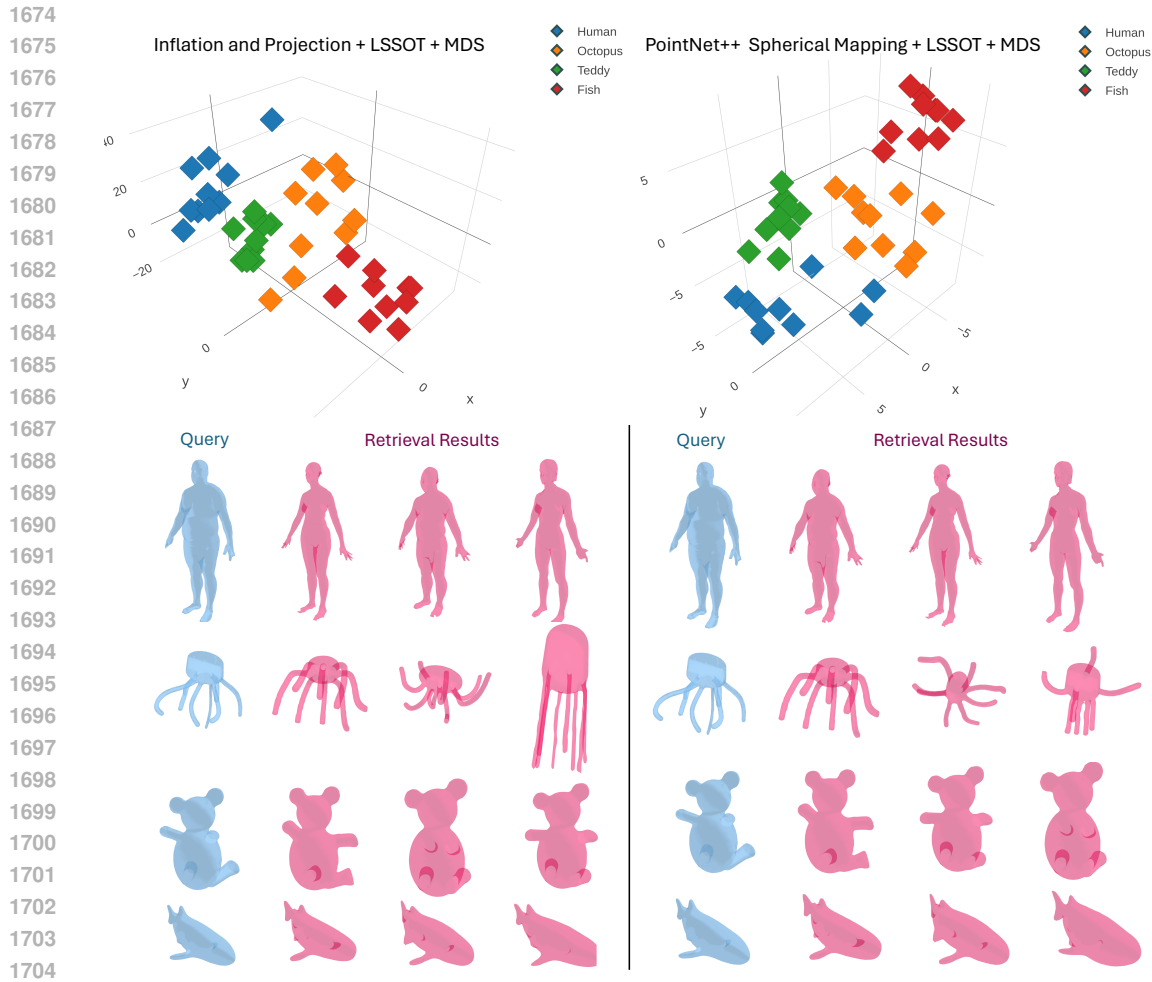 1674
1675
1676
1677
1678
1679
1680
1681
1682
1683
1684
1685
1686
1687
1688
1689
1690
1691
1692
1693
1694
1695
1696
1697
1698
1699
1700
1701
1702
1703
1704
Inflation and Projection + LSSOT + MDS
Human
Octopus
Teddy
Fish
20
0
−20
0
y
0
x
PointNet++ Spherical Mapping + LSSOT + MDS
Human
Octopus
Teddy
Fish
5
0
−5
−5
0
y
5
0
−5
x
Query
Retrieval Results
Query
Retrieval Results